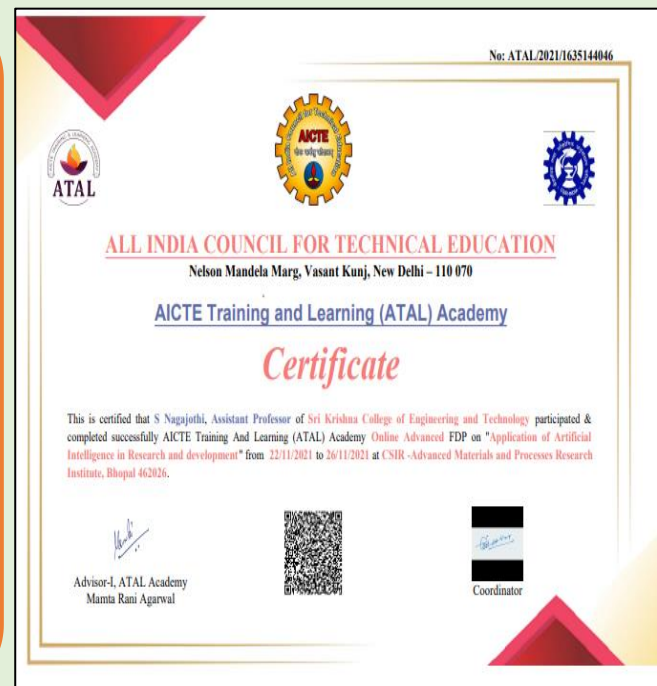 No: ATAL/2021/1635144046
ATAL
AICTE
ALL INDIA COUNCIL FOR TECHNICAL EDUCATION
Nelson Mandela Marg, Vasant Kunj, New Delhi – 110 070
AICTE Training and Learning (ATAL) Academy
Certificate
This is certified that S Nagajothi, Assistant Professor of Sri Krishna College of Engineering and Technology participated &
completed successfully AICTE Training And Learning (ATAL) Academy Online Advanced FDP on "Application of Artificial
Intelligence in Research and development" from 22/11/2021 to 26/11/2021 at CSIR -Advanced Materials and Processes Research
Institute, Bhopal 462026.
Advisor-I, ATAL Academy
Mamta Rani Agarwal
Coordinator